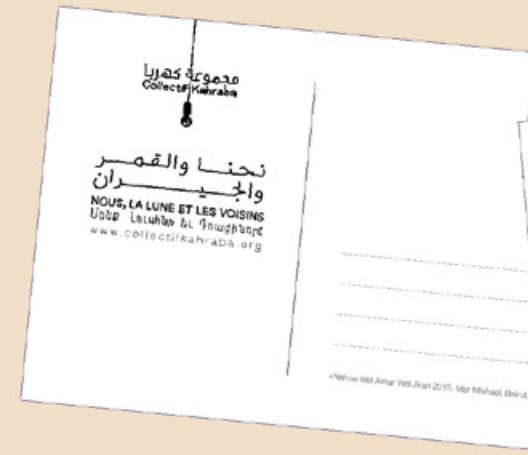 مجموعة كهربا
Collectif Kahraba
نحنا والقمر
والجيران
NOUS, LA LUNE ET LES VOISINS
www.collectifkahraba.org
Nehna Wel Amar Wel Jiran 2015, Mar Mikhael, Beirut